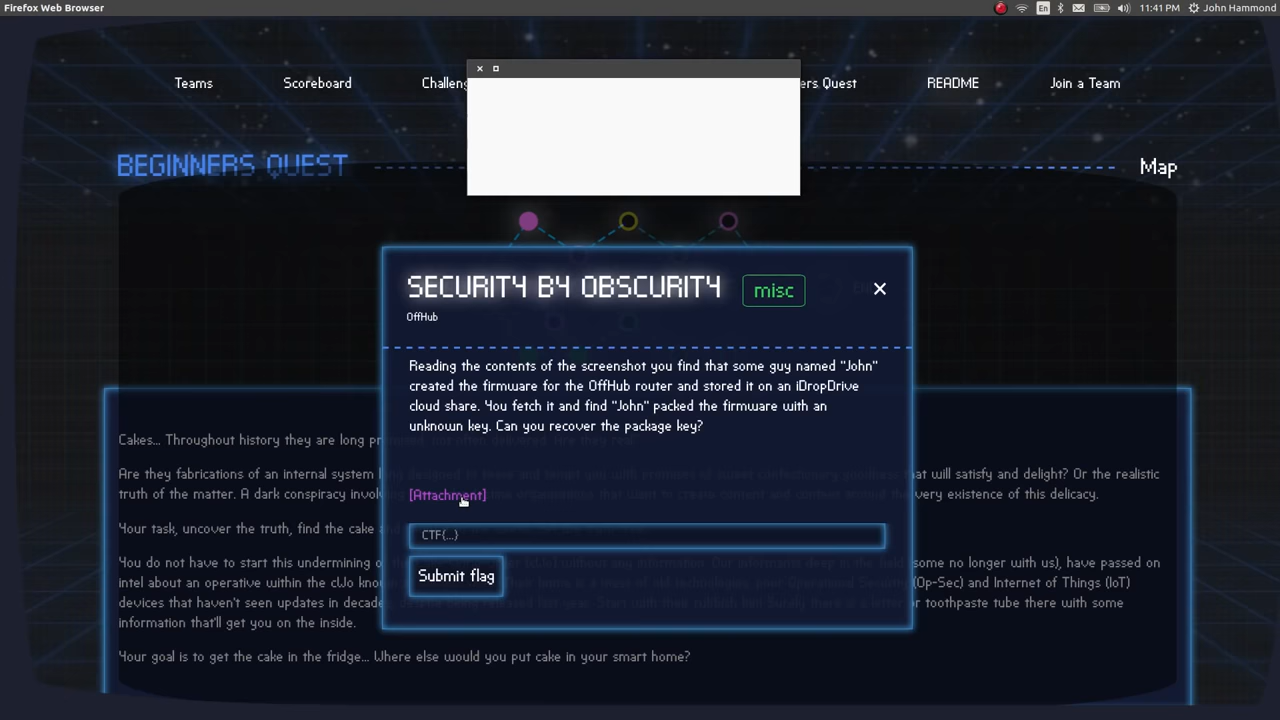 Firefox Web Browser
En
11:41 PM
John Hammond
Teams
Scoreboard
Challeng
ers Quest
README
Join a Team
BEGINNERS QUEST
Map
SECURITY BY OBSCURITY
misc
OffHub
Reading the contents of the screenshot you find that some guy named "John"
created the firmware for the OffHub router and stored it on an iDropDrive
cloud share. You fetch it and find "John" packed the firmware with an
unknown key. Can you recover the package key?
[Attachment]
CTF{...}
Submit flag
Cakes... Throughout history they are long
Are they fabrications of an internal system
that will satisfy and delight? Or the realistic
truth of the matter. A dark conspiracy
very existence of this delicacy.
Your task, uncover the truth, find the cake
You do not have to start this undermining
(some no longer with us), have passed on
intel about an operative within the cWo
(Op-Sec) and Internet of Things (IoT)
devices that haven't seen updates in
or toothpaste tube there with some
information that'll get you on the inside.
Your goal is to get the cake in the fridge... Where else would you put cake in your smart home?